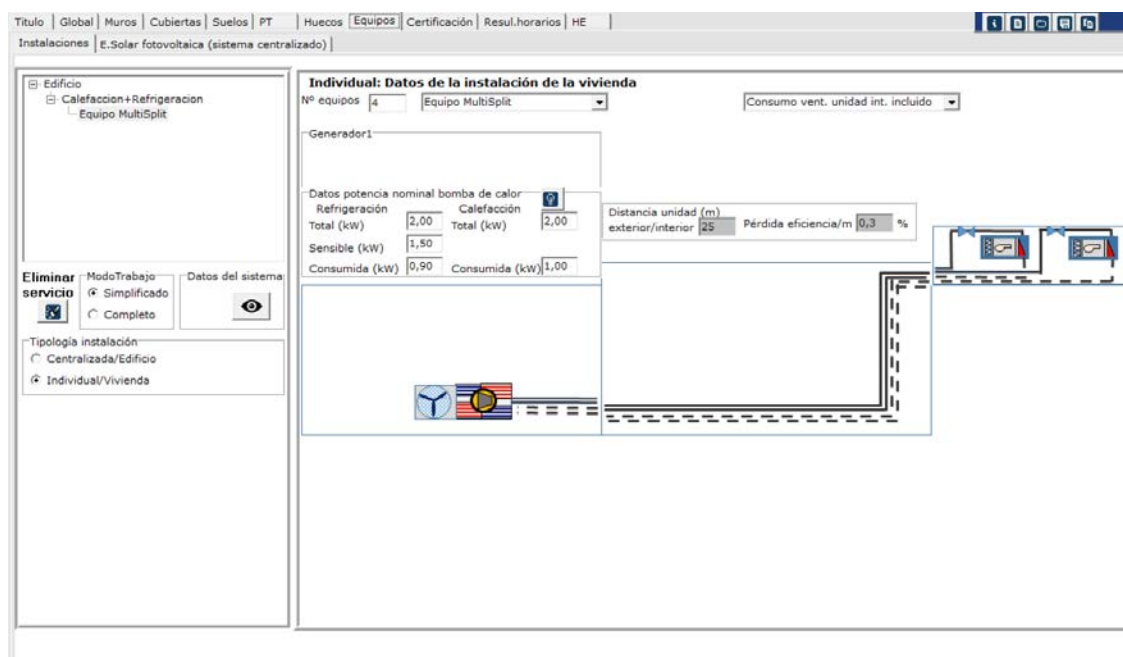 Titulo Global Muros Cubiertas Suelos PT Huecos Equipos Certificación Resul.horarios HE
Instalaciones E.Solar fotovoltaica (sistema centralizado)
Edificio
Calefaccion+Refrigeracion
Equipo MultiSplit
Eliminar servicio
ModoTrabajo
Simplificado
Completo
Datos del sistema
Tipología instalación
Centralizada/Edificio
Individual/Vivienda
Individual: Datos de la instalación de la vivienda
Nº equipos 4 Equipo MultiSplit Consumo vent. unidad int. incluido
Generador1
Datos potencia nominal bomba de calor
Refrigeración Calefacción
Total (kW) 2,00 Total (kW) 2,00
Sensible (kW) 1,50
Consumida (kW) 0,90 Consumida (kW) 1,00
Distancia unidad (m)
exterior/interior 25 Pérdida eficiencia/m 0,3 %